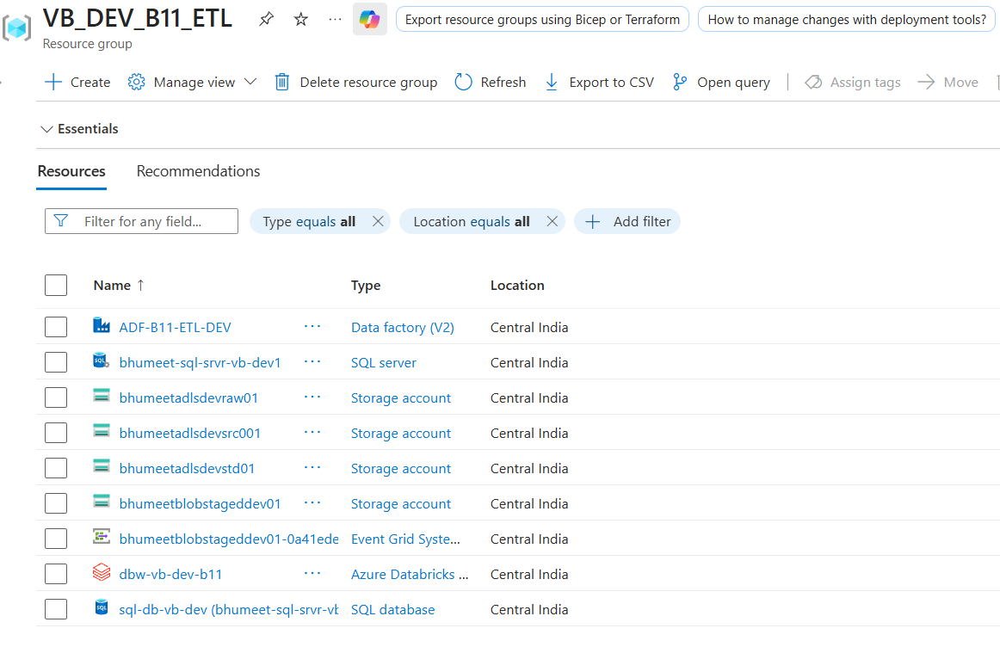 VB_DEV_B11_ETL ... Export resource groups using Bicep or Terraform How to manage changes with deployment tools?
Resource group
Create Manage view Delete resource group Refresh Export to CSV Open query Assign tags Move
Essentials
Resources Recommendations
Filter for any field... Type equals all Location equals all Add filter
Name ↑ Type Location
ADF-B11-ETL-DEV ... Data factory (V2) Central India
bhumeet-sql-srvr-vb-dev1 ... SQL server Central India
bhumeetadlsdevraw01 ... Storage account Central India
bhumeetadlsdevsrc001 ... Storage account Central India
bhumeetadlsdevstd01 ... Storage account Central India
bhumeetblobstageddev01 ... Storage account Central India
bhumeetblobstageddev01-0a41ede Event Grid Syste... Central India
dbw-vb-dev-b11 ... Azure Databricks ... Central India
sql-db-vb-dev (bhumeet-sql-srvr-vb SQL database Central India